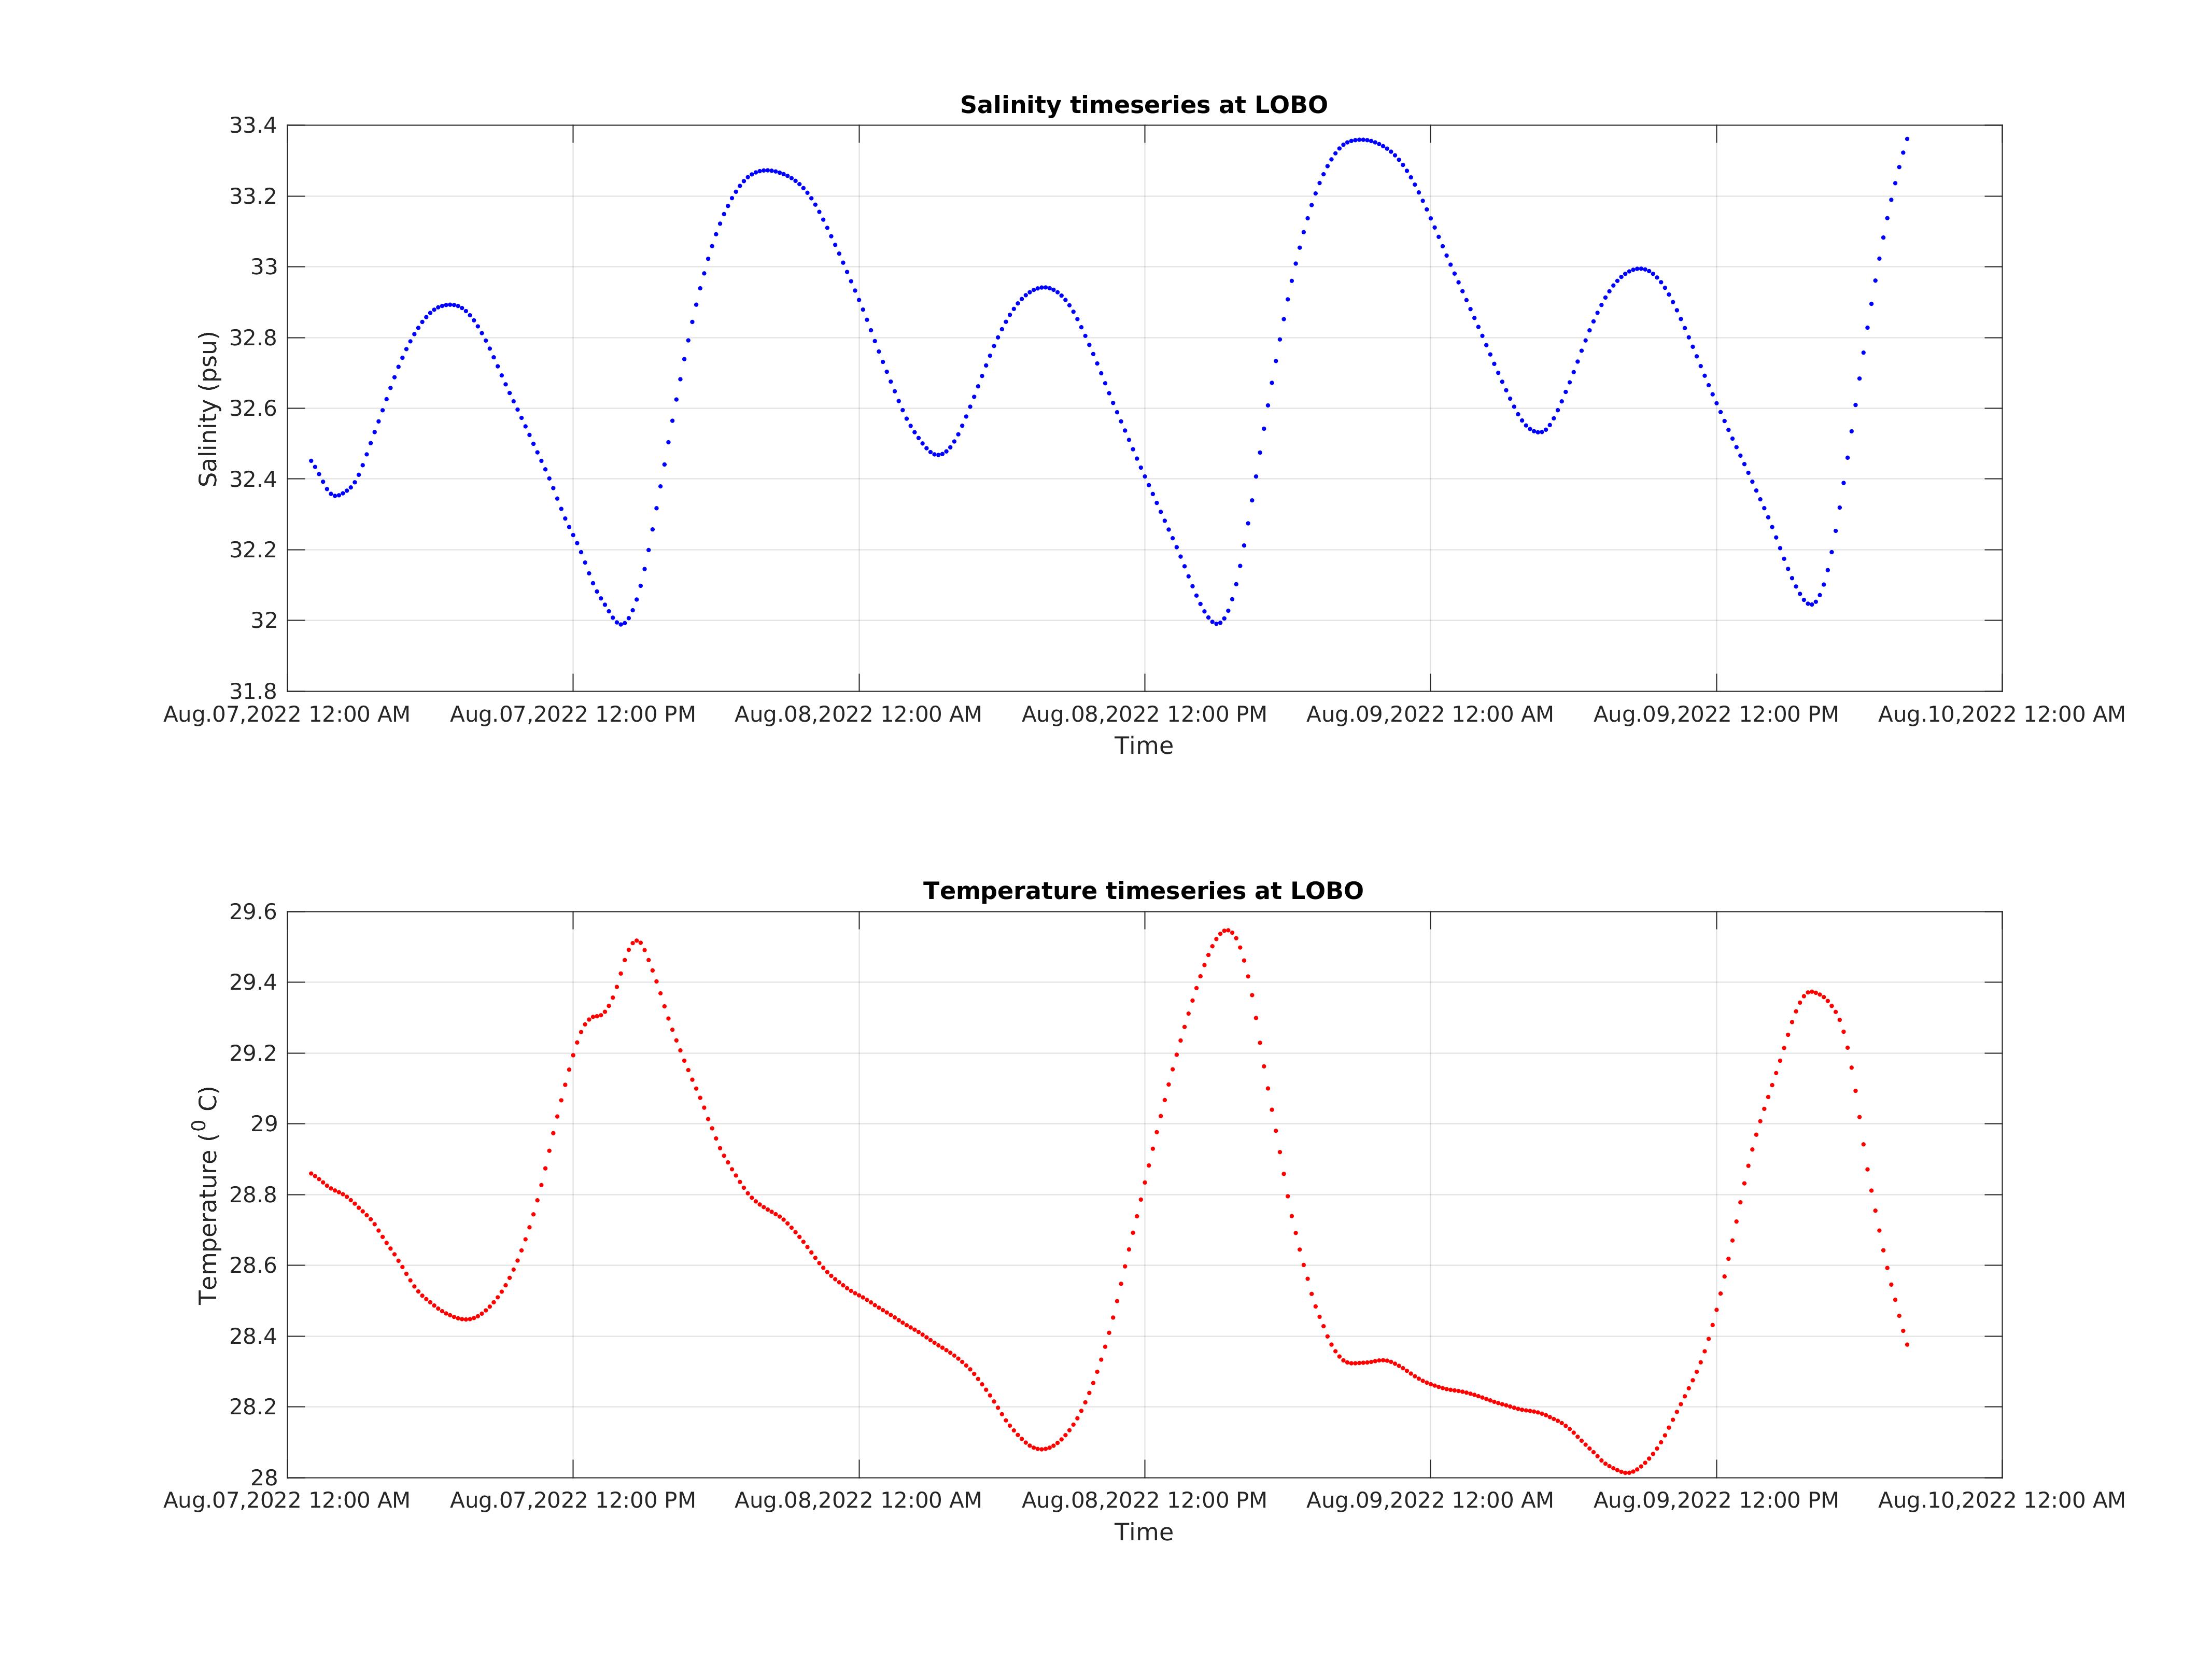 Salinity timeseries at LOBO
33.4
33.2
33
32.8
32.6
32.4
32.2
32
31.8
Salinity (psu)
Aug.07,2022 12:00 AM Aug.07,2022 12:00 PM Aug.08,2022 12:00 AM Aug.08,2022 12:00 PM Aug.09,2022 12:00 AM Aug.09,2022 12:00 PM Aug.10,2022 12:00 AM
Time
Temperature timeseries at LOBO
29.6
29.4
29.2
29
28.8
28.6
28.4
28.2
28
Temperature (⁰ C)
Aug.07,2022 12:00 AM Aug.07,2022 12:00 PM Aug.08,2022 12:00 AM Aug.08,2022 12:00 PM Aug.09,2022 12:00 AM Aug.09,2022 12:00 PM Aug.10,2022 12:00 AM
Time